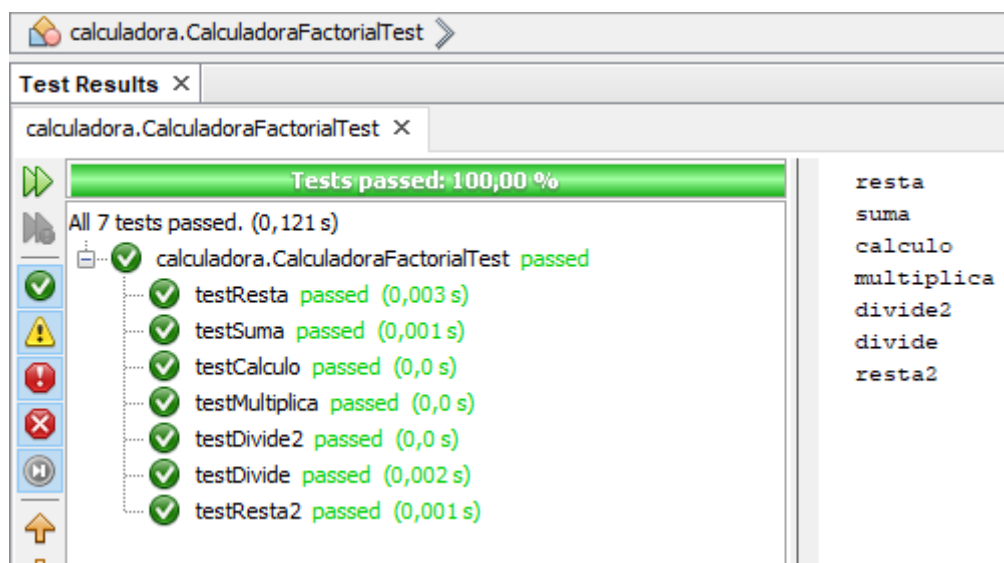 calculadora.CalculadoraFactorialTest
Test Results
calculadora.CalculadoraFactorialTest
Tests passed: 100,00 %
All 7 tests passed. (0,121 s)
calculadora.CalculadoraFactorialTest passed
testResta passed (0,003 s)
testSuma passed (0,001 s)
testCalculo passed (0,0 s)
testMultiplica passed (0,0 s)
testDivide2 passed (0,0 s)
testDivide passed (0,002 s)
testResta2 passed (0,001 s)
resta
suma
calculo
multiplica
divide2
divide
resta2